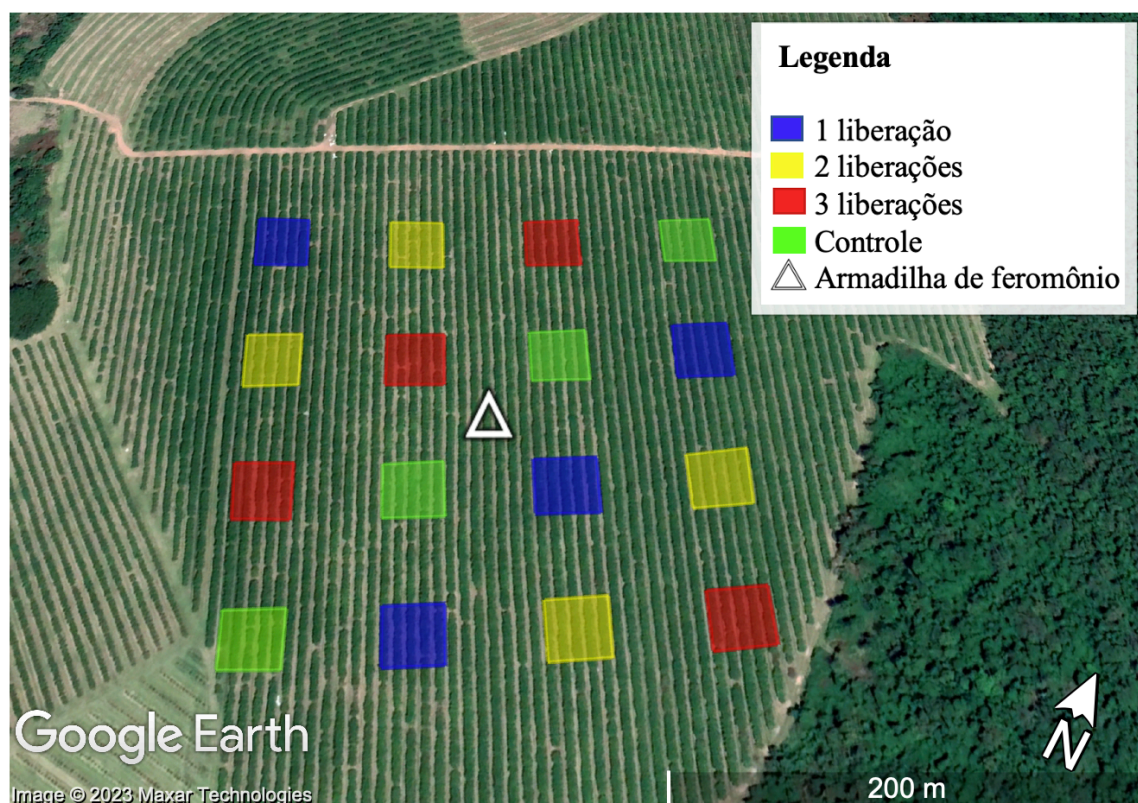 Legenda
1 liberação
2 liberações
3 liberações
Controle
Armadilha de feromônio
N
Google Earth
200 m
Image © 2023 Maxar Technologies